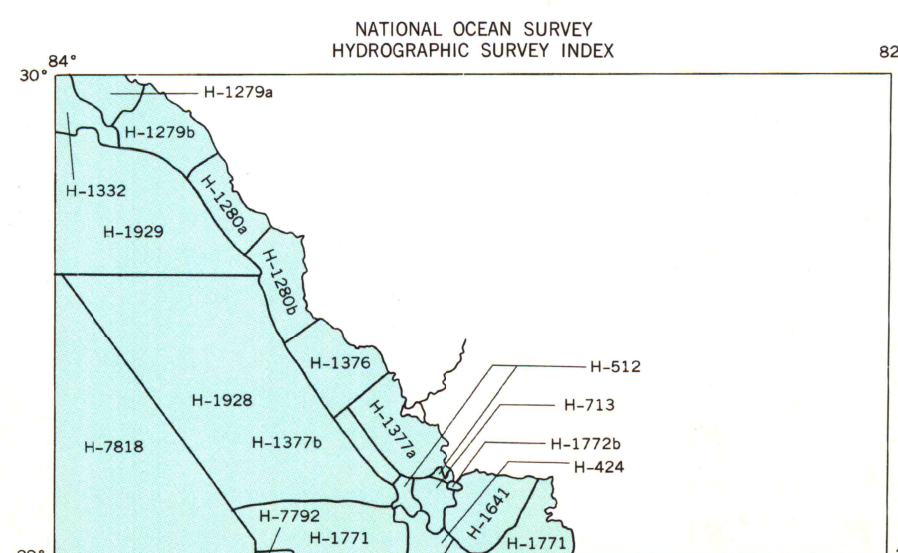 NATIONAL OCEAN SURVEY
HYDROGRAPHIC SURVEY INDEX
84°
82
30°
H-1279a
H-1279b
H-1332
H-1280a
H-1929
H-1280b
H-1376
H-512
H-1928
H-713
H-1377a
H-1377b
H-1772b
H-7818
H-424
H-1641
H-7792
H-1771
H-1771